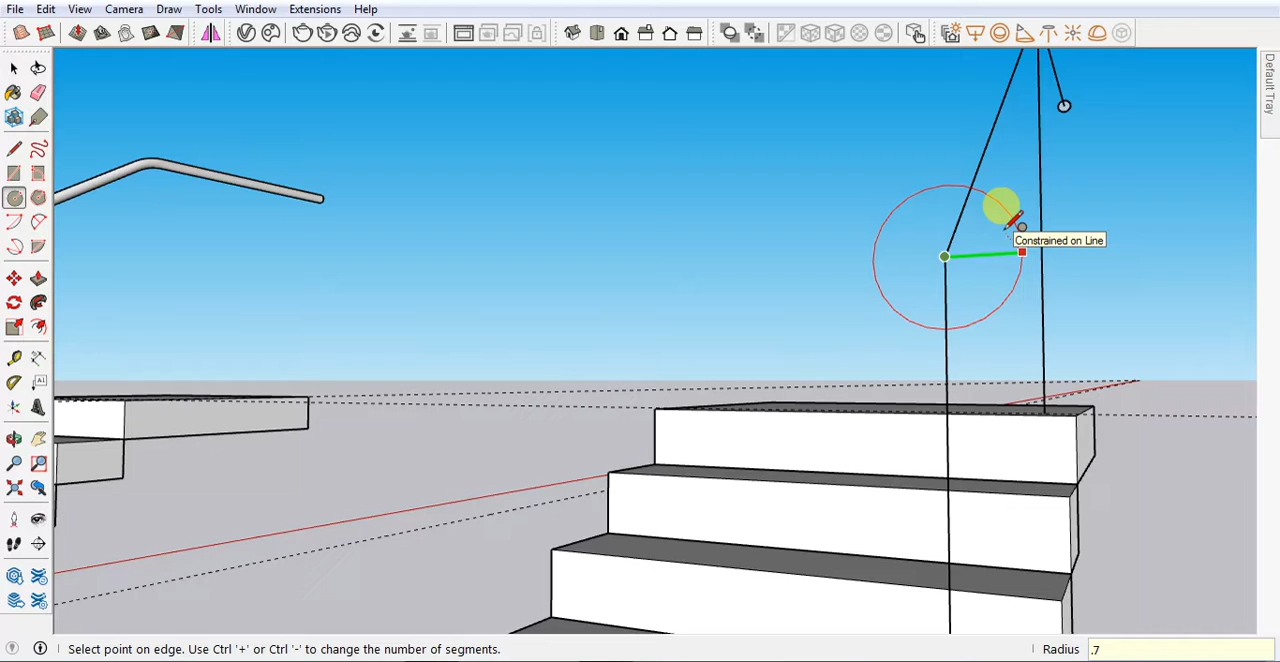 File Edit View Camera Draw Tools Window Extensions Help
Default Tray
Constrained on Line
A1
Select point on edge. Use Ctrl '+' or Ctrl '-' to change the number of segments.
Radius .7